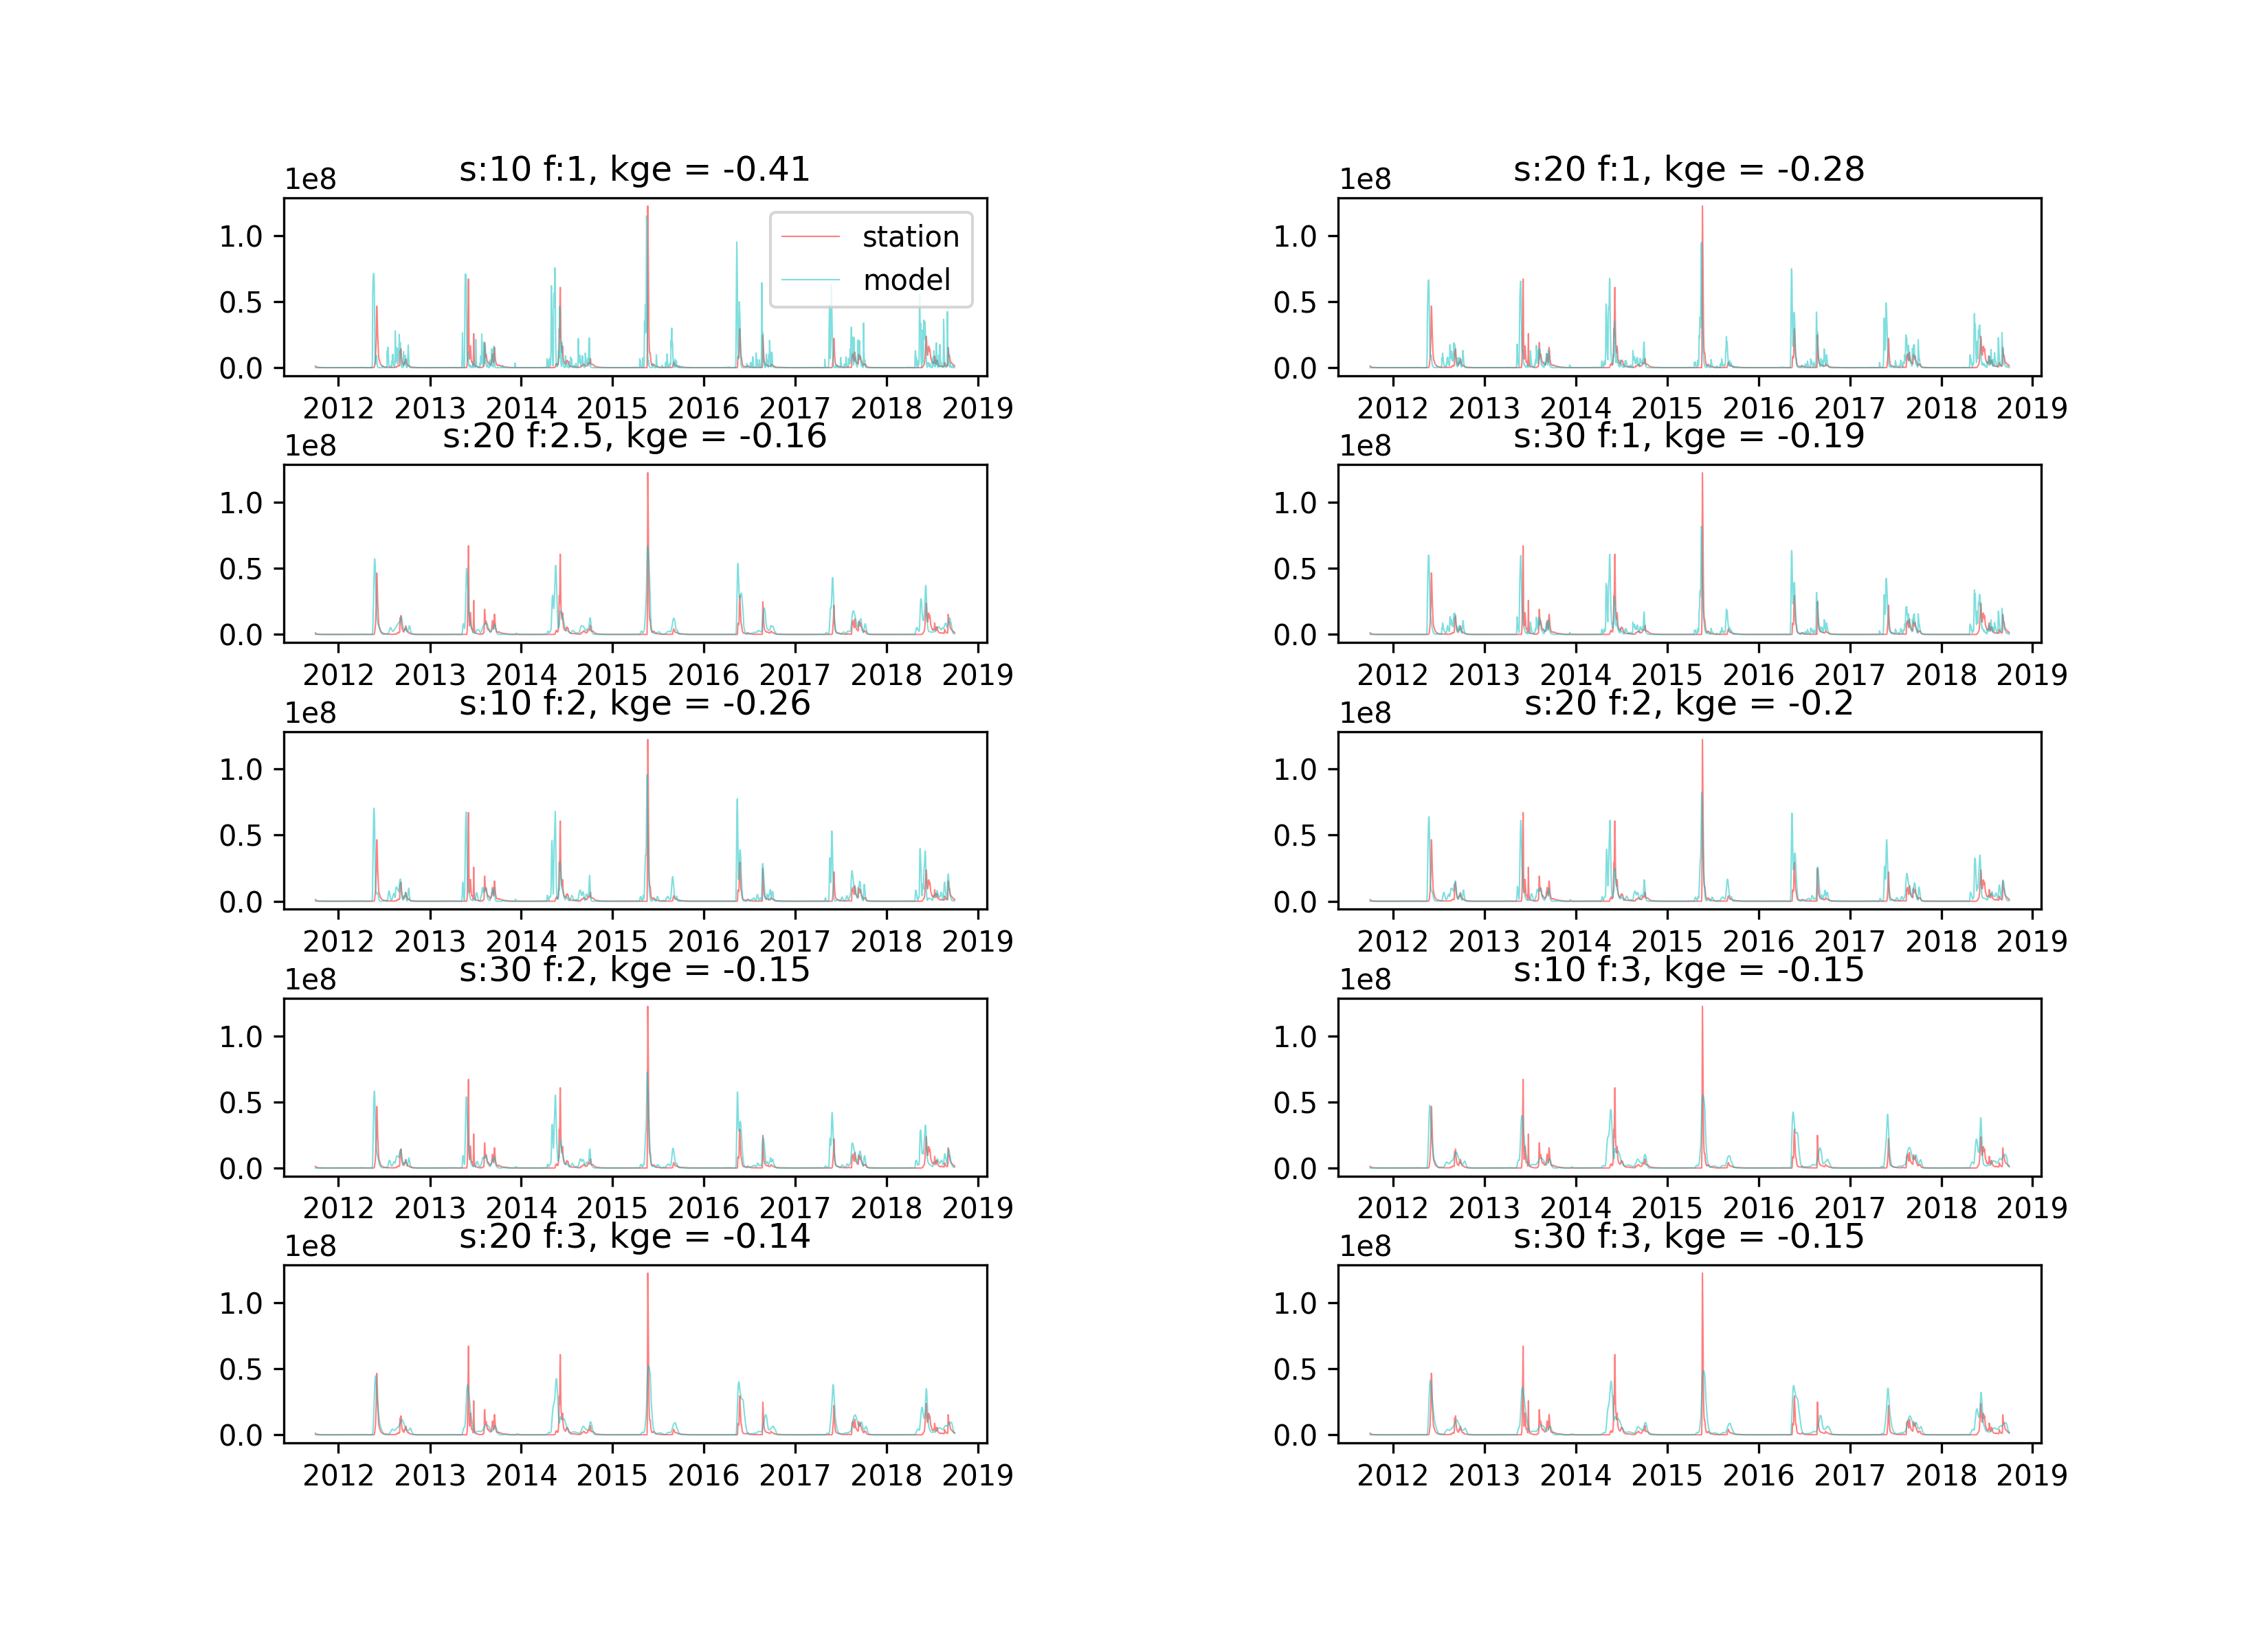 s:10 f:1, kge = -0.41
1e8
1.0
0.5
0.0
station
model
2012 2013 2014 2015 2016 2017 2018 2019
s:20 f:1, kge = -0.28
1e8
1.0
0.5
0.0
2012 2013 2014 2015 2016 2017 2018 2019
s:20 f:2.5, kge = -0.16
1e8
1.0
0.5
0.0
2012 2013 2014 2015 2016 2017 2018 2019
s:30 f:1, kge = -0.19
1e8
1.0
0.5
0.0
2012 2013 2014 2015 2016 2017 2018 2019
s:10 f:2, kge = -0.26
1e8
1.0
0.5
0.0
2012 2013 2014 2015 2016 2017 2018 2019
s:20 f:2, kge = -0.2
1e8
1.0
0.5
0.0
2012 2013 2014 2015 2016 2017 2018 2019
s:30 f:2, kge = -0.15
1e8
1.0
0.5
0.0
2012 2013 2014 2015 2016 2017 2018 2019
s:10 f:3, kge = -0.15
1e8
1.0
0.5
0.0
2012 2013 2014 2015 2016 2017 2018 2019
s:20 f:3, kge = -0.14
1e8
1.0
0.5
0.0
2012 2013 2014 2015 2016 2017 2018 2019
s:30 f:3, kge = -0.15
1e8
1.0
0.5
0.0
2012 2013 2014 2015 2016 2017 2018 2019